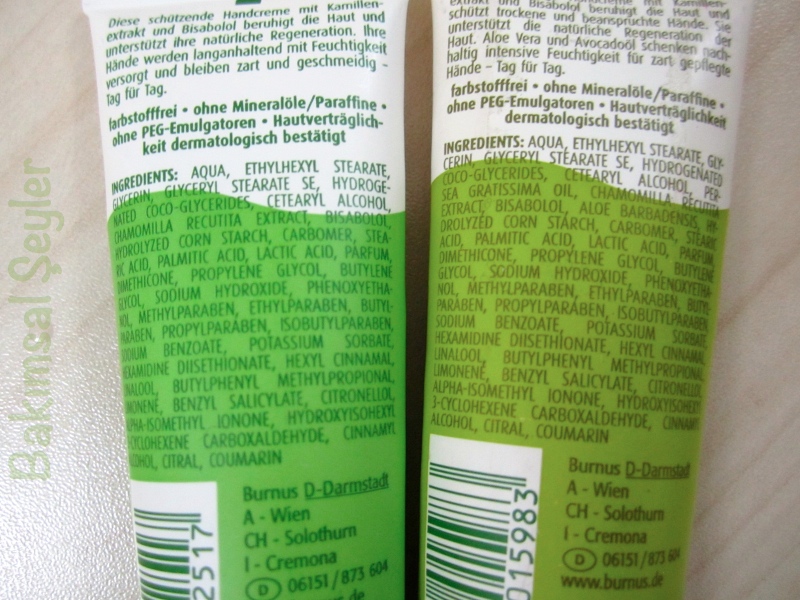 Diese schützende Handcreme mit Kamillen-
extrakt und Bisabolol beruhigt die Haut und
unterstützt ihre natürliche Regeneration. Ihre
Hände werden langanhaltend mit Feuchtigkeit
versorgt und bleiben zart und geschmeidig -
Tag für Tag.
farbstofffrei • ohne Mineralöle/Paraffine •
ohne PEG-Emulgatoren • Hautverträglich-
keit dermatologisch bestätigt
INGREDIENTS: AQUA, ETHYLHEXYL STEARATE,
GLYCERIN, GLYCERYL STEARATE SE, HYDROGE-
NATED COCO-GLYCERIDES, CETEARYL ALCOHOL,
CHAMOMILLA RECUTITA EXTRACT, BISABOLOL,
HYDROLYZED CORN STARCH, CARBOMER, STEA-
RIC ACID, PALMITIC ACID, LACTIC ACID, PARFUM,
DIMETHICONE, PROPYLENE GLYCOL, BUTYLENE
GLYCOL, SODIUM HYDROXIDE, PHENOXYETHA-
NOL, METHYLPARABEN, ETHYLPARABEN, BUTYL-
PARABEN, PROPYLPARABEN, ISOBUTYLPARABEN,
SODIUM BENZOATE, POTASSIUM SORBATE,
HEXAMIDINE DIISETHIONATE, HEXYL CINNAMAL,
LINALOOL, BUTYLPHENYL METHYLPROPIONAL,
LIMONENE, BENZYL SALICYLATE, CITRONELLOL,
ALPHA-ISOMETHYL IONONE, HYDROXYISOHEXYL
3-CYCLOHEXENE CARBOXALDEHYDE, CINNAMYL
ALCOHOL, CITRAL, COUMARIN
2517
Burnus D-Darmstadt
A - Wien
CH - Solothurn
I - Cremona
D 06151/873 604
extrakt und Bisabolol beruhigt die Haut und
schützt trockene und beanspruchte Hände. Sie
unterstützt die natürliche Regeneration der
Haut. Aloe Vera und Avocadoöl schenken nach-
haltig intensive Feuchtigkeit für zart gepflegte
Hände – Tag für Tag.
farbstofffrei • ohne Mineralöle/Paraffine •
ohne PEG-Emulgatoren • Hautverträglichkeit
dermatologisch bestätigt
INGREDIENTS: AQUA, ETHYLHEXYL STEARATE, GLY-
CERIN, GLYCERYL STEARATE SE, HYDROGENATED
COCO-GLYCERIDES, CETEARYL ALCOHOL, PER-
SEA GRATISSIMA OIL, CHAMOMILLA RECUTITA
EXTRACT, BISABOLOL, ALOE BARBADENSIS, HY-
DROLYZED CORN STARCH, CARBOMER, STEARIC
ACID, PALMITIC ACID, LACTIC ACID, PARFUM,
DIMETHICONE, PROPYLENE GLYCOL, BUTYLENE
GLYCOL, SODIUM HYDROXIDE, PHENOXYETHA-
NOL, METHYLPARABEN, ETHYLPARABEN, BUTYL-
PARABEN, PROPYLPARABEN, ISOBUTYLPARABEN,
SODIUM BENZOATE, POTASSIUM SORBATE,
HEXAMIDINE DIISETHIONATE, HEXYL CINNAMAL,
LINALOOL, BUTYLPHENYL METHYLPROPIONAL,
LIMONENE, BENZYL SALICYLATE, CITRONELLOL,
ALPHA-ISOMETHYL IONONE, HYDROXYISOHEXYL
3-CYCLOHEXENE CARBOXALDEHYDE, CINNAMYL
ALCOHOL, CITRAL, COUMARIN
015983
Burnus D-Darmstadt
A - Wien
CH - Solothurn
I - Cremona
D 06151/873 604
www.burnus.de
Bakımsal Şeyler